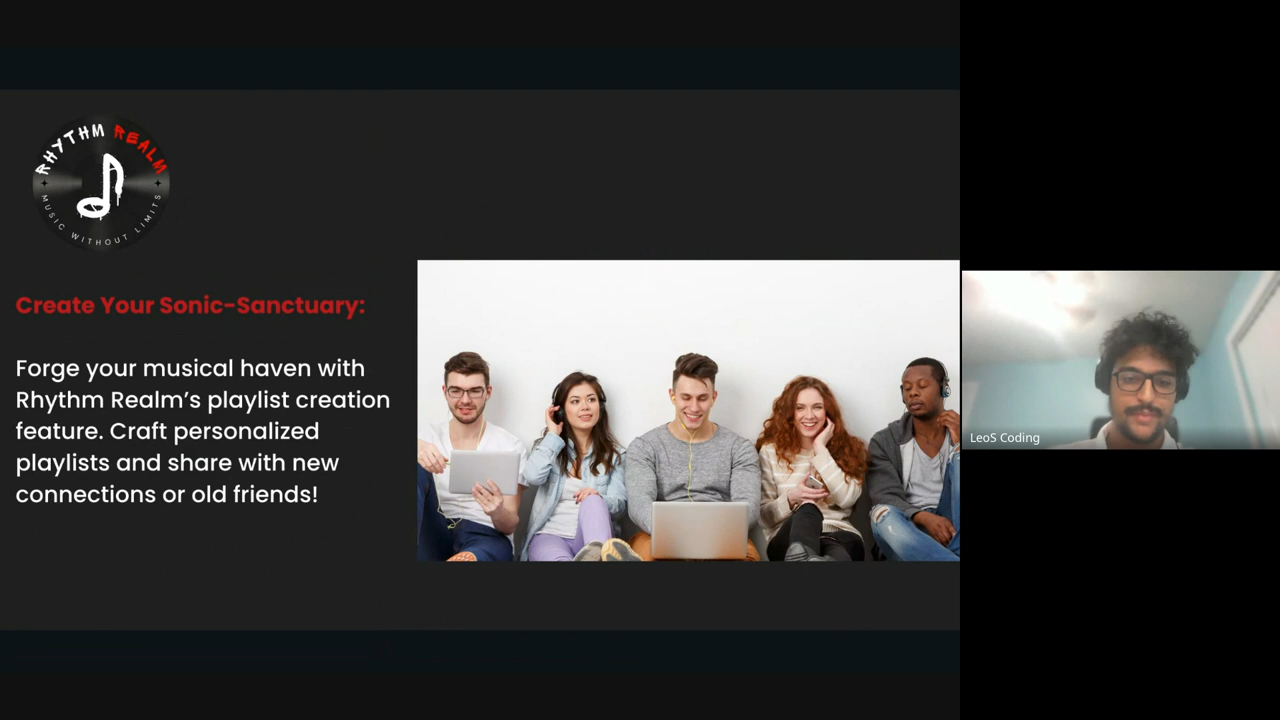 RHYTHM REALM
MUSIC WITHOUT LIMITS
Create Your Sonic-Sanctuary:
Forge your musical haven with
Rhythm Realm’s playlist creation
feature. Craft personalized
playlists and share with new
connections or old friends!
LeoS Coding